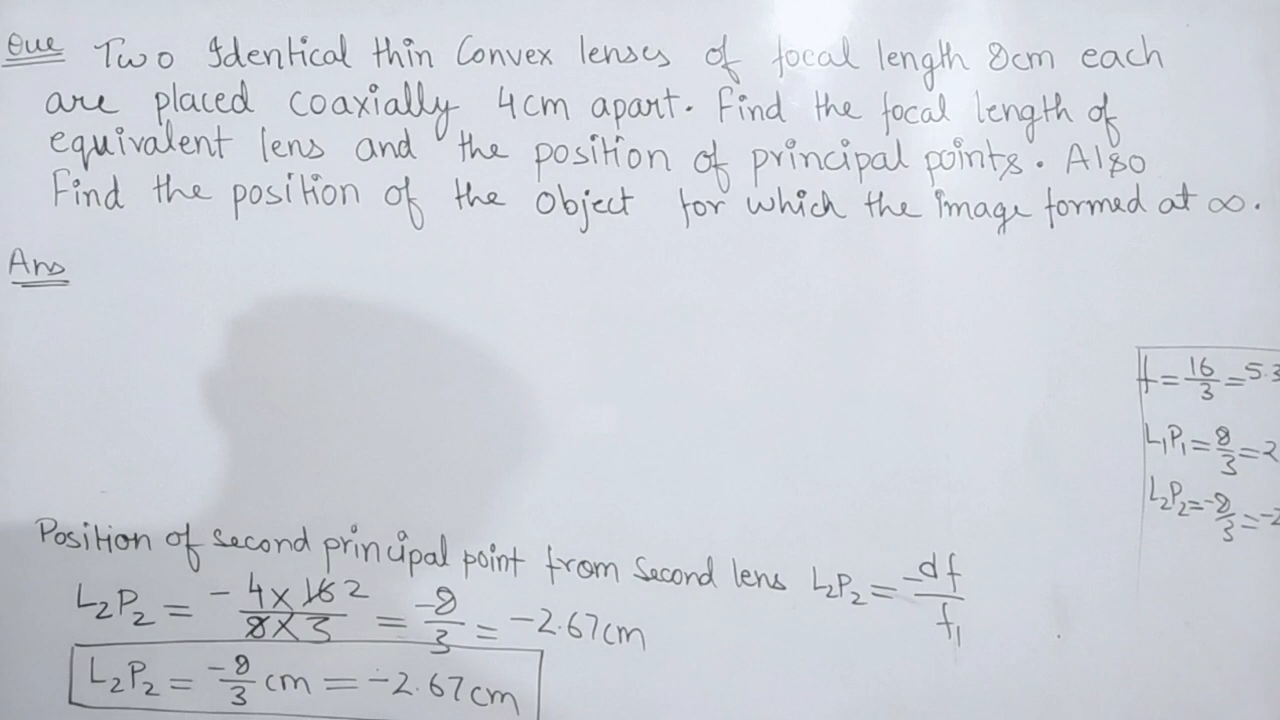 Que Two Identical thin Convex lenses of focal length 8cm each
are placed coaxially 4cm apart. Find the focal length of
equivalent lens and the position of principal points. Also
Find the position of the Object for which the image formed at ∞.
Ans
f = 16/3 = 5.3
L₁P₁ = 8/3 = 2
L₂P₂ = -8/3 = -2
Position of second principal point from Second lens L₂P₂ = -df/f₁
L₂P₂ = - 4 × 16 2 / 8 × 3 = -8/3 = -2.67cm
L₂P₂ = -8/3 cm = -2.67cm